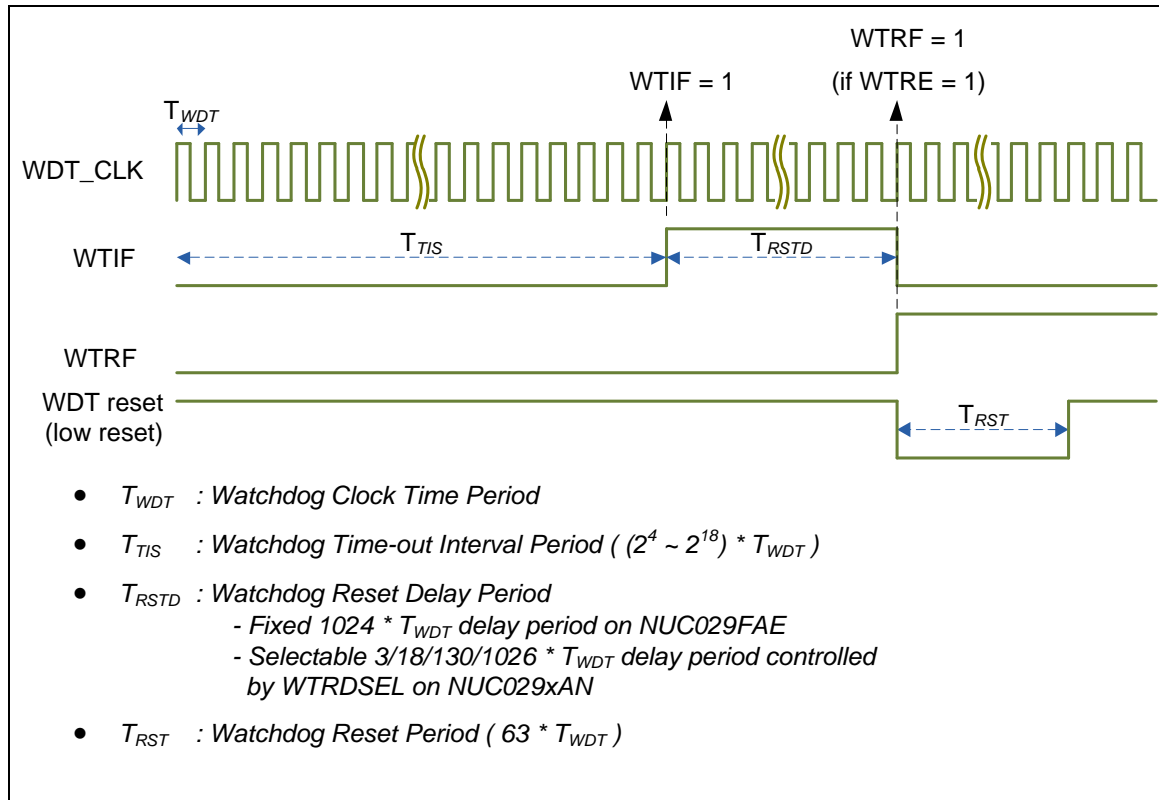 WTRF = 1
WTIF = 1
(if WTRE = 1)
TWDT
WDT_CLK
WTIF
TTIS
TRSTD
WTRF
WDT reset
(low reset)
TRST
• TWDT : Watchdog Clock Time Period
• TTIS : Watchdog Time-out Interval Period ( (2^4 ~ 2^18) * TWDT )
• TRSTD : Watchdog Reset Delay Period
- Fixed 1024 * TWDT delay period on NUC029FAE
- Selectable 3/18/130/1026 * TWDT delay period controlled
by WTRDSEL on NUC029xAN
• TRST : Watchdog Reset Period ( 63 * TWDT )